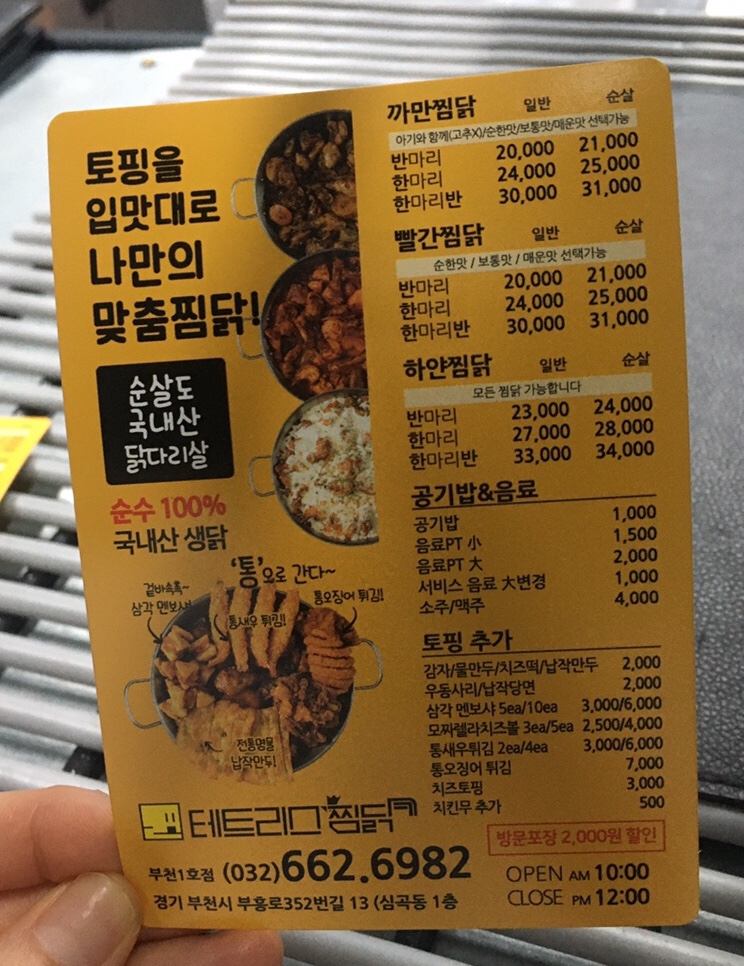 토핑을
입맛대로
나만의
맞춤찜닭!
순살도
국내산
닭다리살
순수 100%
국내산 생닭
'통'으로 간다~
겉바속촉~
삼각 멘보샤!
통새우 튀김!
통오징어 튀김!
전통명물
납작만두!
테트리스찜닭
부천1호점 (032)662.6982
경기 부천시 부흥로352번길 13 (심곡동 1층
까만찜닭 일반 순살
아기와 함께(고추X)/순한맛/보통맛/매운맛 선택가능
반마리 20,000 21,000
한마리 24,000 25,000
한마리반 30,000 31,000
빨간찜닭 일반 순살
순한맛 / 보통맛 / 매운맛 선택가능
반마리 20,000 21,000
한마리 24,000 25,000
한마리반 30,000 31,000
하얀찜닭 일반 순살
모든 찜닭 가능합니다
반마리 23,000 24,000
한마리 27,000 28,000
한마리반 33,000 34,000
공기밥&음료
공기밥 1,000
음료PT 小 1,500
음료PT 大 2,000
서비스 음료 大변경 1,000
소주/맥주 4,000
토핑 추가
감자/물만두/치즈떡/납작만두 2,000
우동사리/납작당면 2,000
삼각 멘보샤 5ea/10ea 3,000/6,000
모짜렐라치즈볼 3ea/5ea 2,500/4,000
통새우튀김 2ea/4ea 3,000/6,000
통오징어 튀김 7,000
치즈토핑 3,000
치킨무 추가 500
방문포장 2,000원 할인
OPEN AM 10:00
CLOSE PM 12:00